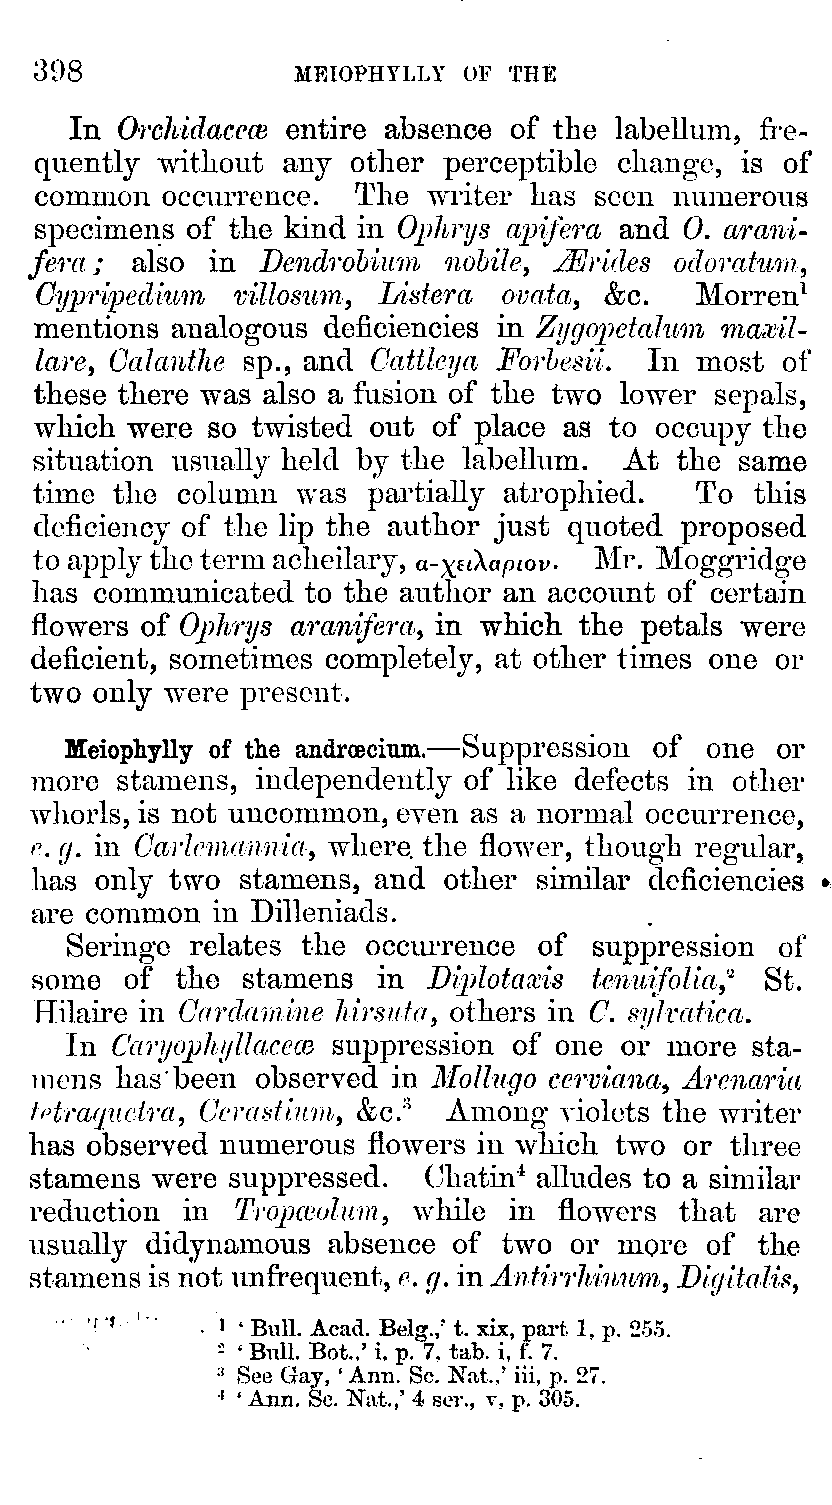 398 MEIOPHYLLY OF THE
In Orchidaceæ entire absence of the labellum, fre-
quently without any other perceptible change, is of
common occurrence. The writer has seen numerous
specimens of the kind in Ophrys apifera and O. arani-
fera; also in Dendrobium nobile, Ærides odoratum,
Cypripedium villosum, Listera ovata, &c. Morren¹
mentions analogous deficiencies in Zygopetalum maxil-
lare, Calanthe sp., and Cattleya Forbesii. In most of
these there was also a fusion of the two lower sepals,
which were so twisted out of place as to occupy the
situation usually held by the labellum. At the same
time the column was partially atrophied. To this
deficiency of the lip the author just quoted proposed
to apply the term acheilary, α-χειλαριον. Mr. Moggridge
has communicated to the author an account of certain
flowers of Ophrys aranifera, in which the petals were
deficient, sometimes completely, at other times one or
two only were present.
Meiophylly of the andrœcium.—Suppression of one or
more stamens, independently of like defects in other
whorls, is not uncommon, even as a normal occurrence,
e. g. in Carlemannia, where the flower, though regular,
has only two stamens, and other similar deficiencies
are common in Dilleniads.
Seringe relates the occurrence of suppression of
some of the stamens in Diplotaxis tenuifolia,² St.
Hilaire in Cardamine hirsuta, others in C. sylvatica.
In Caryophyllaceæ suppression of one or more sta-
mens has been observed in Mollugo cerviana, Arenaria
tetraquetra, Cerastium, &c.³ Among violets the writer
has observed numerous flowers in which two or three
stamens were suppressed. Chatin⁴ alludes to a similar
reduction in Tropæolum, while in flowers that are
usually didynamous absence of two or more of the
stamens is not unfrequent, e. g. in Antirrhinum, Digitalis,
¹ 'Bull. Acad. Belg.,' t. xix, part 1, p. 255.
² 'Bull. Bot.,' i, p. 7, tab. i, f. 7.
³ See Gay, 'Ann. Sc. Nat.,' iii, p. 27.
⁴ 'Ann. Sc. Nat.,' 4 ser., v, p. 305.